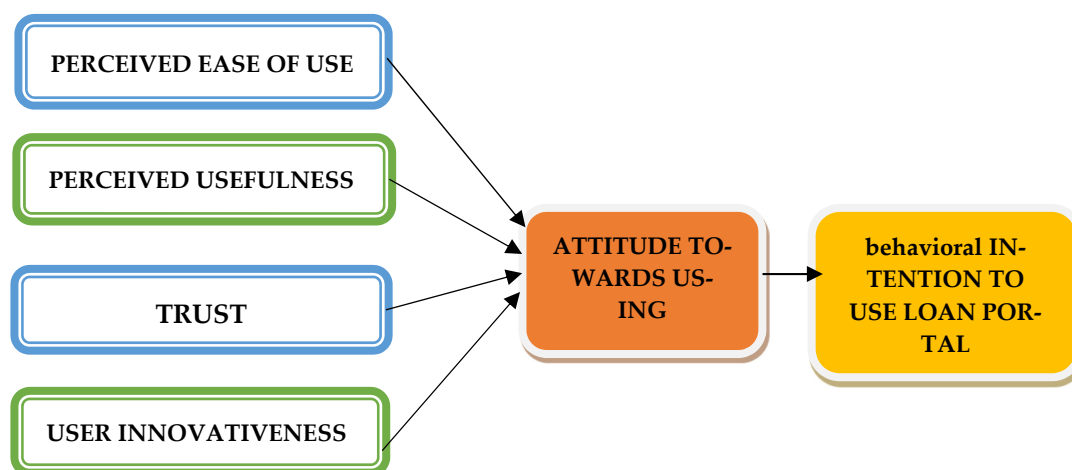 PERCEIVED EASE OF USE
PERCEIVED USEFULNESS
TRUST
USER INNOVATIVENESS
ATTITUDE TO-
WARDS US-
ING
behavioral IN-
TENTION TO
USE LOAN POR-
TAL